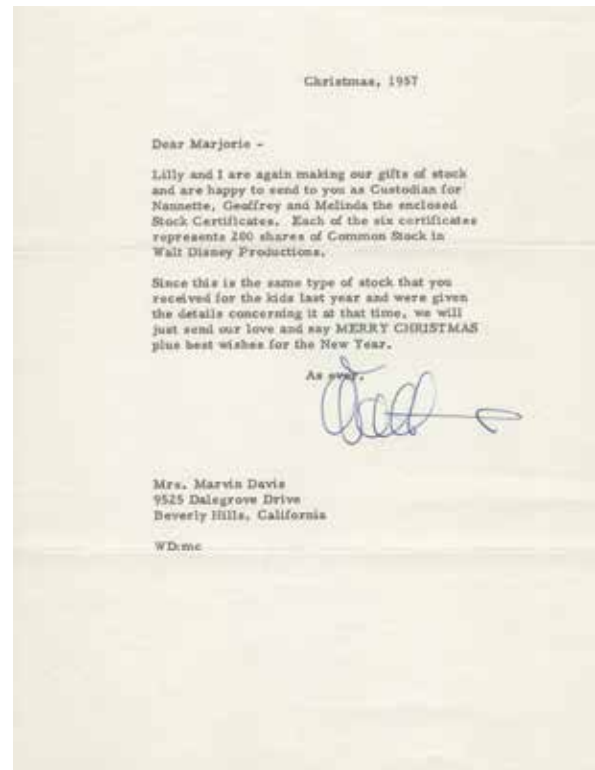 Christmas, 1957
Dear Marjorie -
Lilly and I are again making our gifts of stock
and are happy to send to you as Custodian for
Nannette, Geoffrey and Melinda the enclosed
Stock Certificates. Each of the six certificates
represents 200 shares of Common Stock in
Walt Disney Productions.
Since this is the same type of stock that you
received for the kids last year and were given
the details concerning it at that time, we will
just send our love and say MERRY CHRISTMAS
plus best wishes for the New Year.
As ever,
Walt
Mrs. Marvin Davis
9525 Dalegrove Drive
Beverly Hills, California
WD:mc